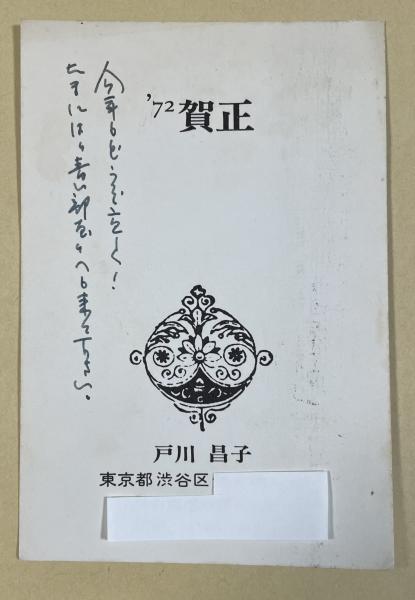 '72 賀正
今年もどうぞよろしく!
たまにはり青い部屋りへも来て下さい。
戸川 昌子
東京都渋谷区